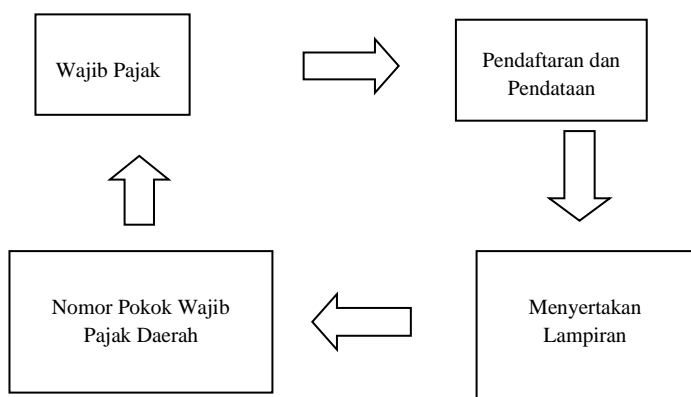 Wajib Pajak
Pendaftaran dan
Pendataan
Nomor Pokok Wajib
Pajak Daerah
Menyertakan
Lampiran